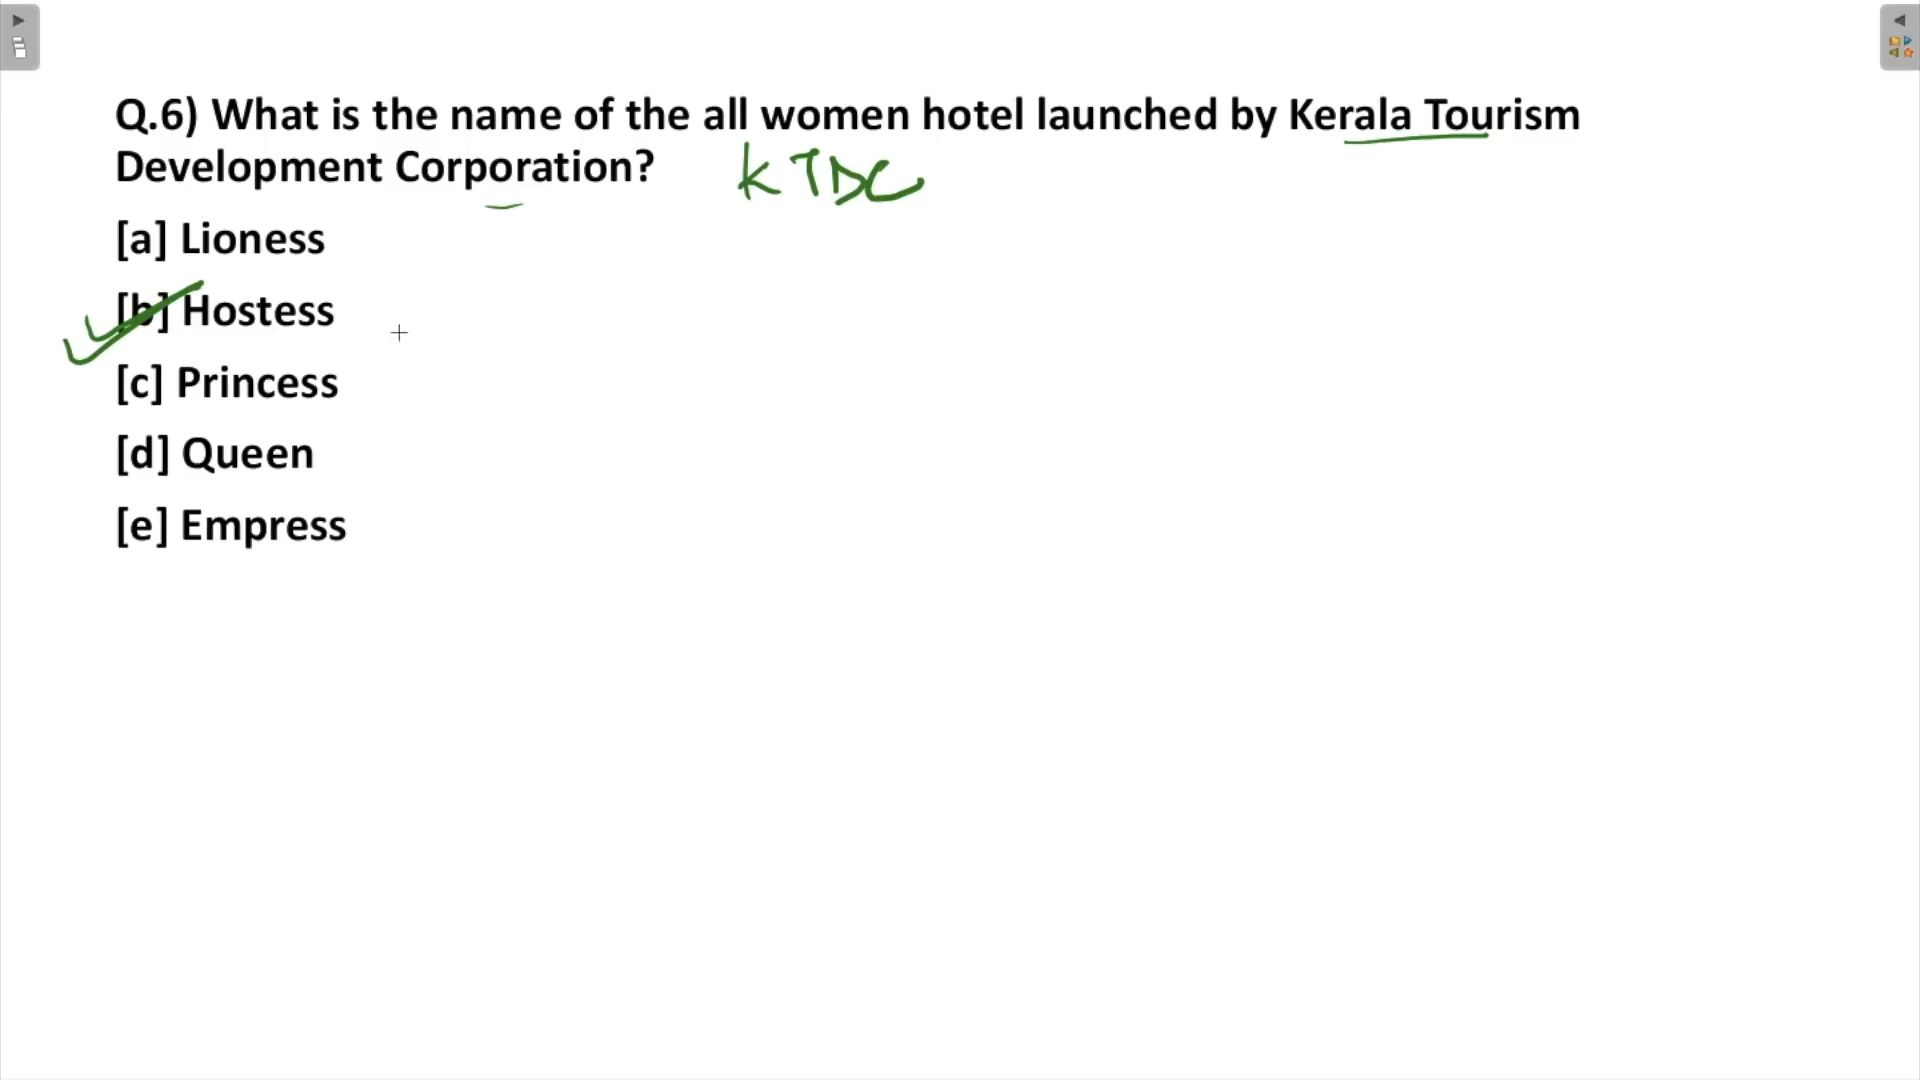 Q.6) What is the name of the all women hotel launched by Kerala Tourism
Development Corporation?
KTDC
[a] Lioness
[b] Hostess
[c] Princess
[d] Queen
[e] Empress